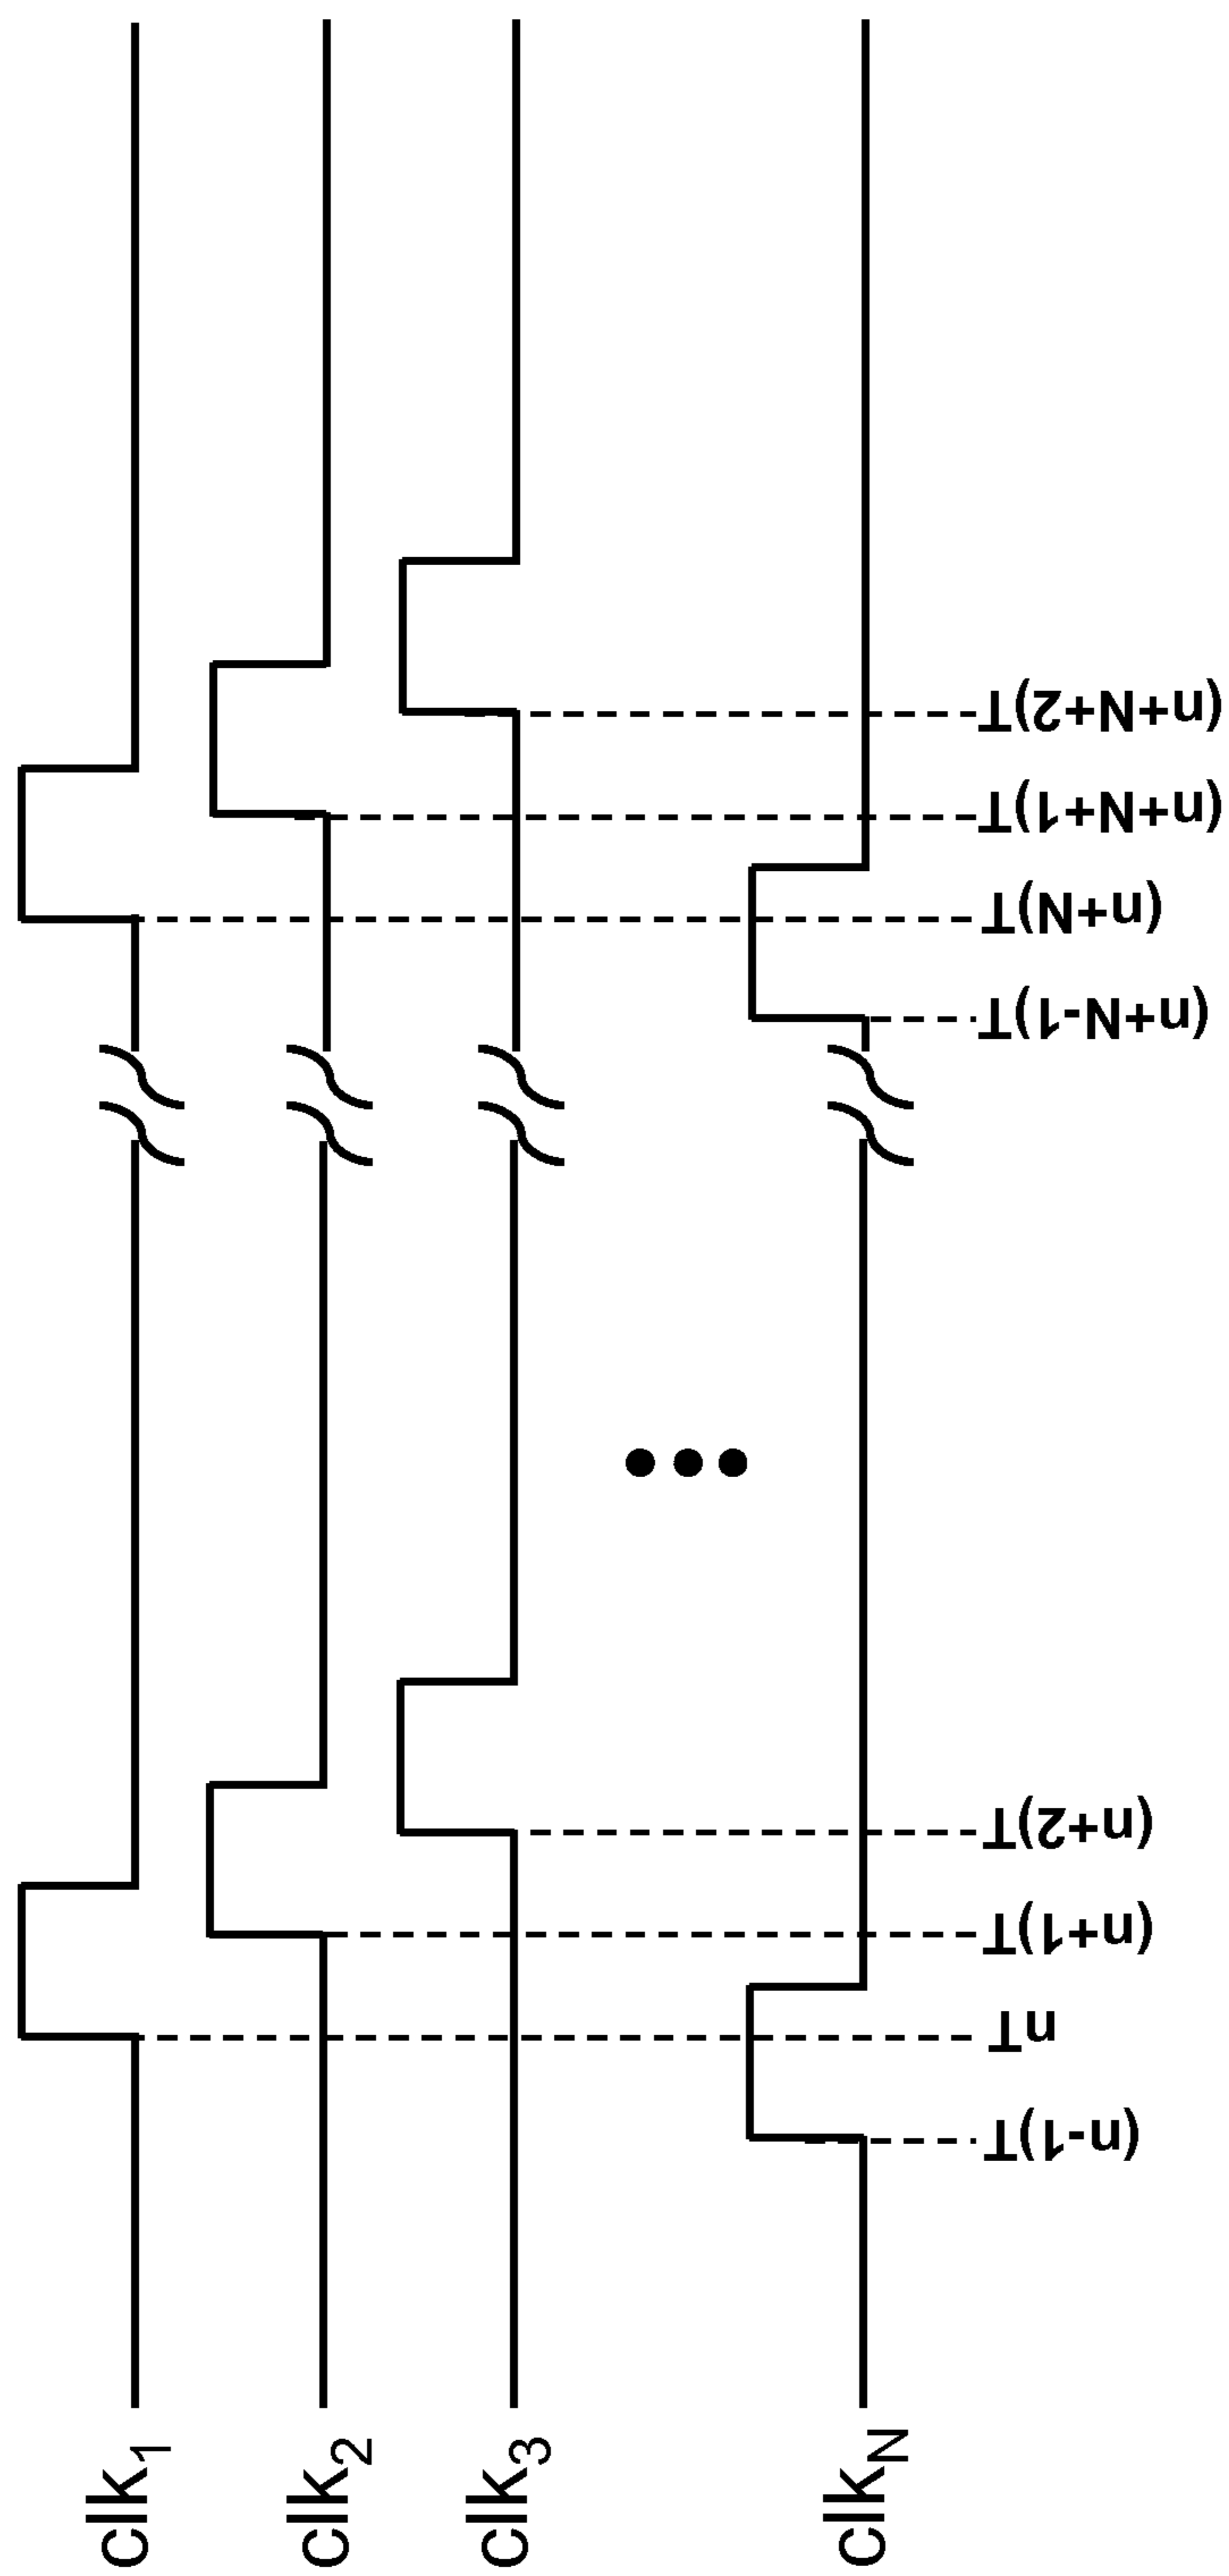 clk1
clk2
clk3
clkN
(n-1)T
nT
(n+1)T
(n+2)T
(n+N-1)T
(n+N)T
(n+N+1)T
(n+N+2)T